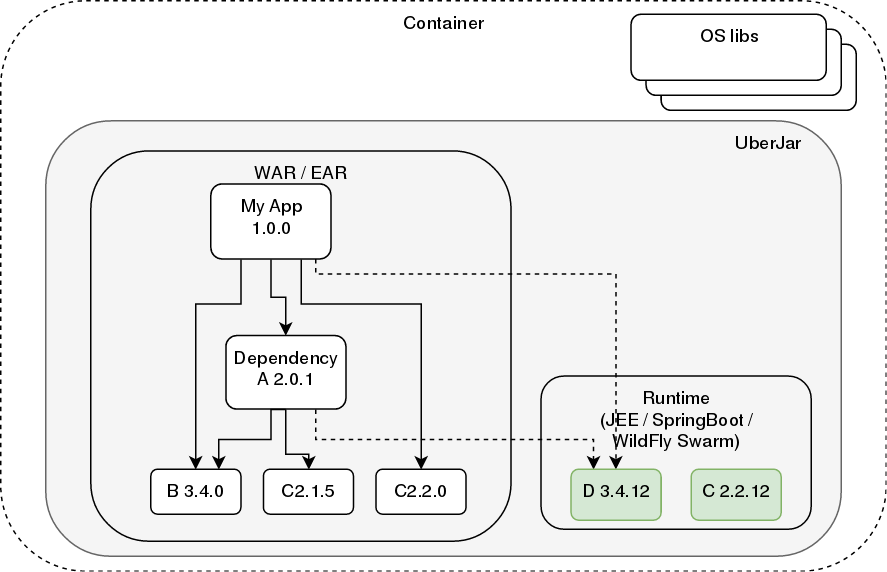 Container
OS libs
UberJar
WAR / EAR
My App
1.0.0
Dependency
A 2.0.1
Runtime
(JEE / SpringBoot /
WildFly Swarm)
B 3.4.0
C2.1.5
C2.2.0
D 3.4.12
C 2.2.12